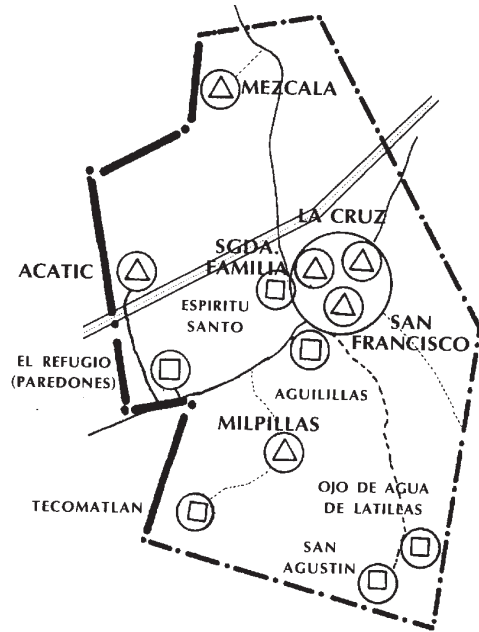 MEZCALA
LA CRUZ
SGDA.
FAMILIA
ACATIC
ESPIRITU
SANTO
SAN
FRANCISCO
EL REFUGIO
(PAREDONES)
AGUILILLAS
MILPILLAS
TECOMATLAN
OJO DE AGUA
DE LATILLAS
SAN
AGUSTIN